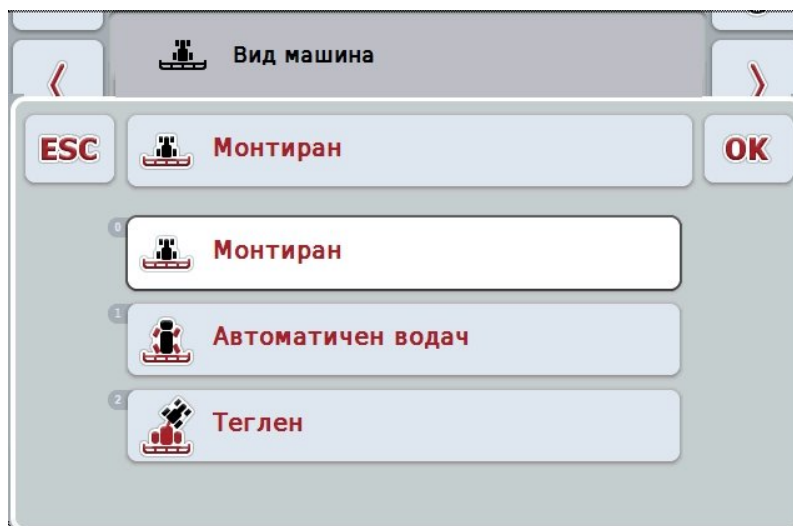 Вид машина
ESC
Монтиран
OK
0
Монтиран
1
Автоматичен водач
2
Теглен